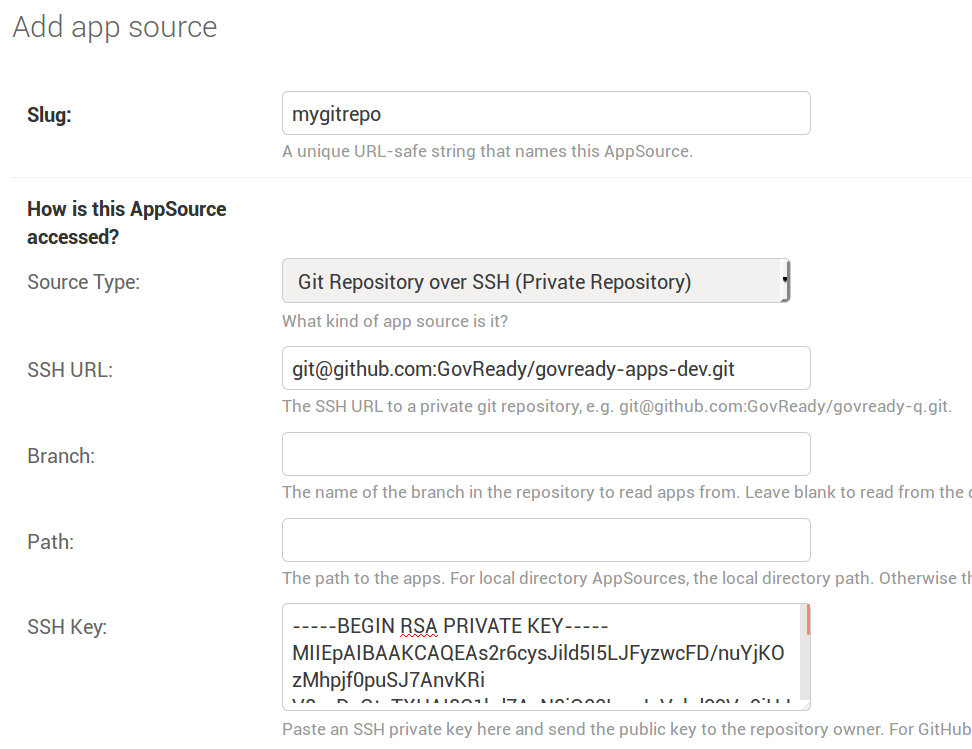 Add app source
Slug:
mygitrepo
A unique URL-safe string that names this AppSource.
How is this AppSource
accessed?
Source Type:
Git Repository over SSH (Private Repository)
What kind of app source is it?
SSH URL:
git@github.com:GovReady/govready-apps-dev.git
The SSH URL to a private git repository, e.g. git@github.com:GovReady/govready-q.git.
Branch:
The name of the branch in the repository to read apps from. Leave blank to read from the
Path:
The path to the apps. For local directory AppSources, the local directory path. Otherwise
SSH Key:
-----BEGIN RSA PRIVATE KEY-----
MIIEpAIBAAKCAQEAs2r6cysJild5I5LJFyzwcFD/nuYjKO
zMhpjf0puSJ7AnvKRi
Paste an SSH private key here and send the public key to the repository owner. For GitHub